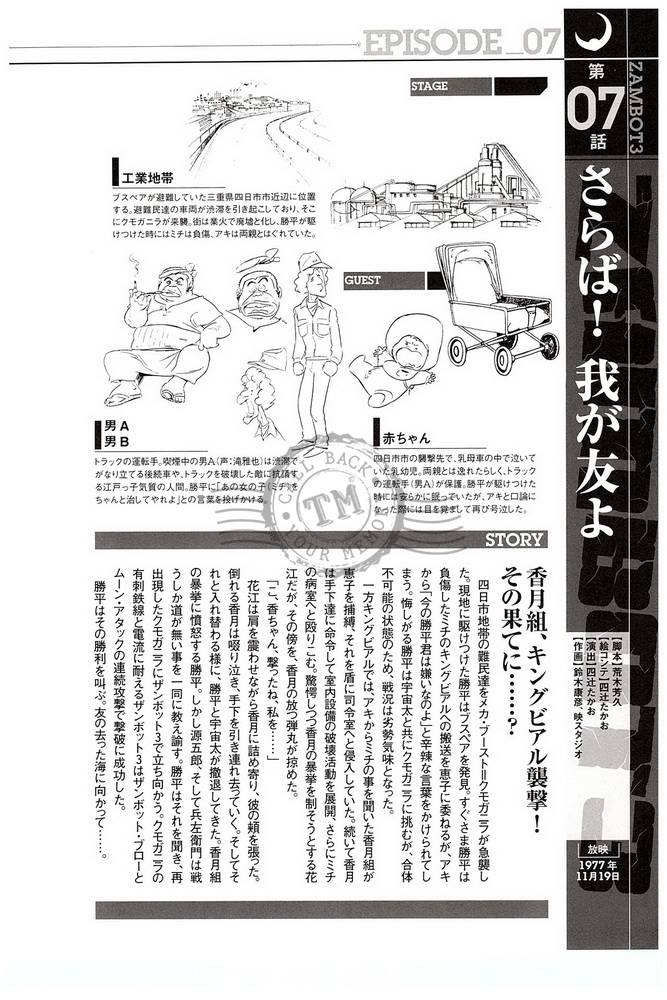 EPISODE_07
ZAMBOT3
第
07
話
さらば！ 我が友よ
【脚本】荒木芳久
【絵コンテ】四辻たかお
【演出】四辻たかお
【作画】鈴木康彦、映スタジオ
放映
1977年
11月19日
STAGE
工業地帯
ブスペアが避難していた三重県四日市市近辺に位置
する。避難民達の車両が渋滞を引き起こしており、そこ
にクモガニラが来襲。街は業火で廃墟と化し、勝平が駆
けつけた時にはミチは負傷、アキは両親とはぐれていた。
GUEST
男A
男B
トラックの運転手。喫煙中の男A（声：滝雅也）は渋滞で
がなり立てる後続車や、トラックを破壊した敵に抗議す
る江戸っ子気質の人間。勝平に「あの女の子（ミチ）を
ちゃんと治してやれよ」との言葉を投げかける。
赤ちゃん
四日市市の襲撃先で、乳母車の中で泣いて
いた乳幼児。両親とは逸れたらしく、トラック
の運転手（男A）が保護。勝平が駆けつけた
時には安らかに眠っていたが、アキと口論に
なった際には目を覚まして再び号泣した。
CALL BACK
TM
YOUR MEMORY
STORY
香月組、キングビアル襲撃！
その果てに……？
四日市地帯の難民達をメカ・ブースト＝クモガニラが急襲し
た。現地に駆けつけた勝平はブスペアを発見。すぐさま勝平は
負傷したミチのキングビアルへの搬送を恵子に委ねるが、アキ
から「今の勝平君は嫌いなのよ」と辛辣な言葉をかけられてし
まう。悔しがる勝平は宇宙太と共にクモガニラに挑むが、合体
不可能の状態のため、戦況は劣勢気味となった。
一方キングビアルでは、アキからミチの事を聞いた香月組が
恵子を捕縛、それを盾に司令室へと侵入していた。続いて香月
は手下達に命令して室内設備の破壊活動を展開、さらにミチ
の病室へと殴りこむ。驚愕しつつ香月の暴挙を制そうとする花
江だが、その傍を、香月の放つ弾丸が掠めた。
「こ、香ちゃん、撃ったね、私を……」
花江は肩を震わせながら香月に詰め寄り、彼の頬を張った。
倒れる香月は啜り泣き、手下を引き連れ去っていく。そしてそ
れと入れ替わる様に、勝平と宇宙太が撤退してきた。香月組
の暴挙に憤怒する勝平。しかし源五郎、そして兵左衛門は戦
うしか道が無い事を一同に教え諭す。勝平はそれを聞き、再
出現したクモガニラにザンボット3で立ち向かう。クモガニラの
有刺鉄線と電流に耐えるザンボット3はザンボット・ブローと
ムーン・アタックの連続攻撃で撃破に成功した。
勝平はその勝利を叫ぶ。友の去った海に向かって……。